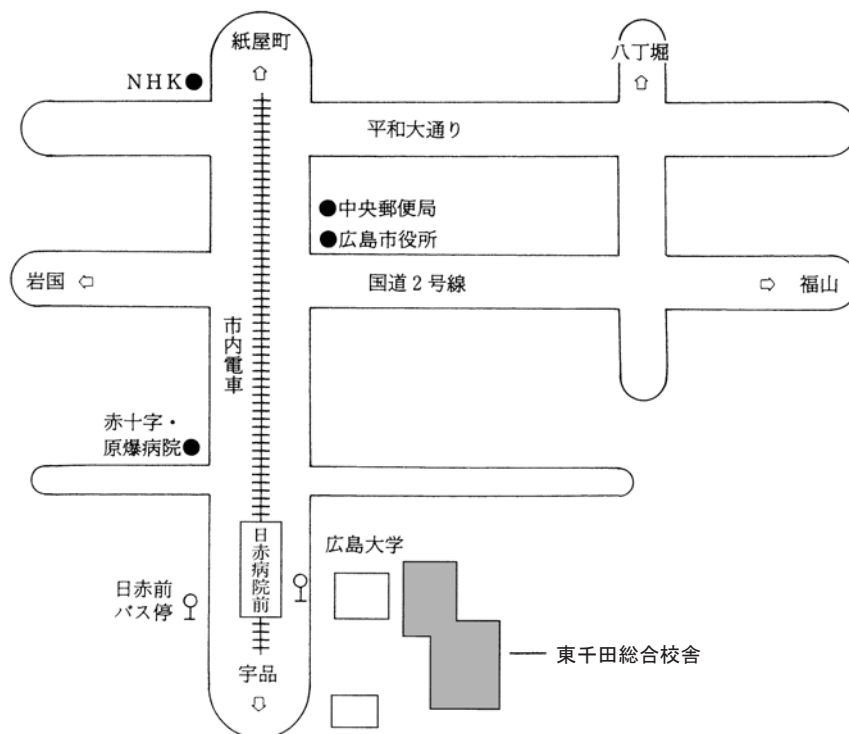 紙屋町
八丁堀
NHK
平和大通り
中央郵便局
広島市役所
岩国
国道2号線
福山
市内電車
赤十字・
原爆病院
日赤病院前
広島大学
日赤前
バス停
東千田総合校舎
宇品